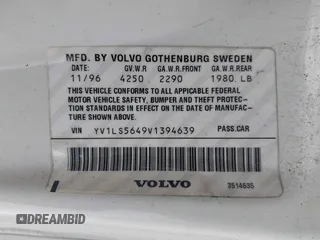 MFD. BY VOLVO GOTHENBURG SWEDEN
DATE: GV.W.R GA.W.R.FRONT GA.W.R.REAR
11/96 4250 2290 1980 LB
THIS VEHICLE CONFORMS TO ALL APPLICABLE FEDERAL
MOTOR VEHICLE SAFETY, BUMPER AND THEFT PROTECTION
STANDARDS IN EFFECT ON THE DATE OF MANUFAC-
TURE SHOWN ABOVE
VIN YV1LS5649V1394639 PASS.CAR
VOLVO 3514635
DREAMBID